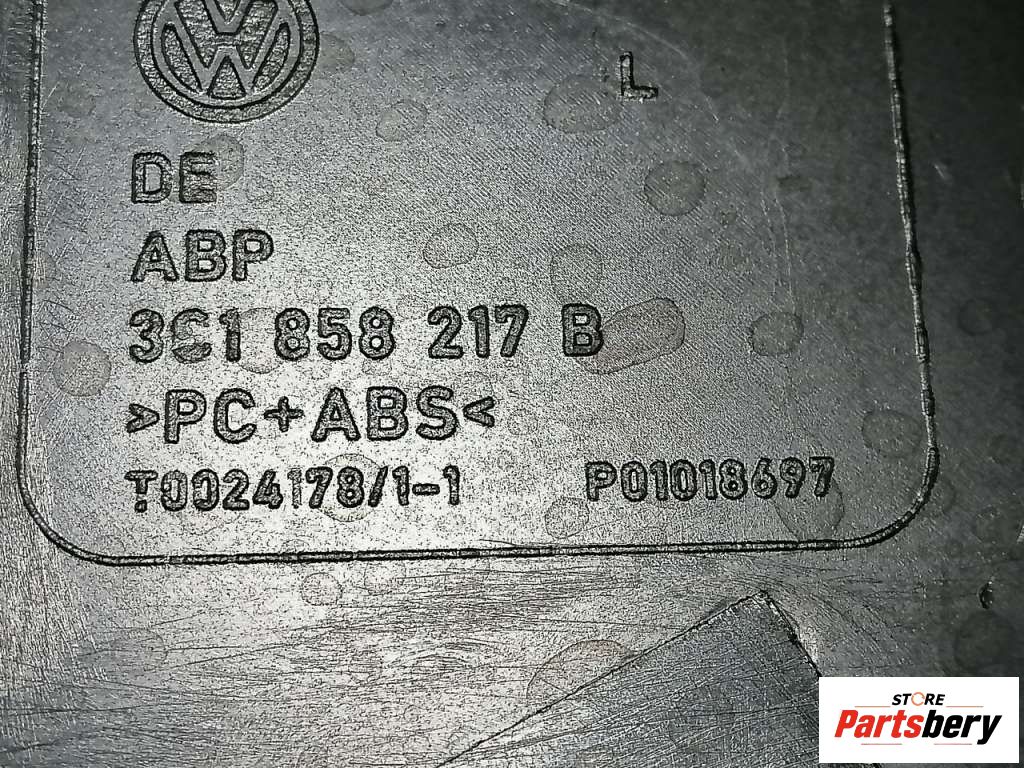 L
DE
ABP
3C1 858 217 B
>PC+ABS<
T0024178/1-1 P01018697
STORE
Partsbery